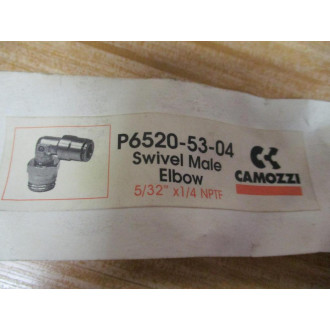 P6520-53-04
Swivel Male
Elbow
5/32" x1/4 NPTF
CAMOZZI